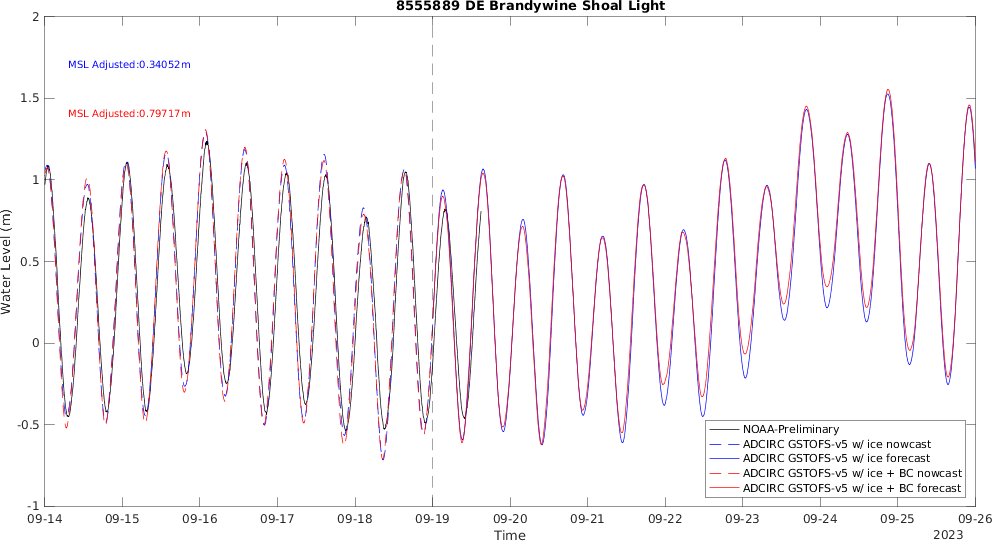 8555889 DE Brandywine Shoal Light
2
1.5
1
0.5
0
-0.5
-1
Water Level (m)
MSL Adjusted:0.34052m
MSL Adjusted:0.79717m
NOAA-Preliminary
ADCIRC GSTOFS-v5 w/ ice nowcast
ADCIRC GSTOFS-v5 w/ ice forecast
ADCIRC GSTOFS-v5 w/ ice + BC nowcast
ADCIRC GSTOFS-v5 w/ ice + BC forecast
09-14 09-15 09-16 09-17 09-18 09-19 09-20 09-21 09-22 09-23 09-24 09-25 09-26
Time
2023